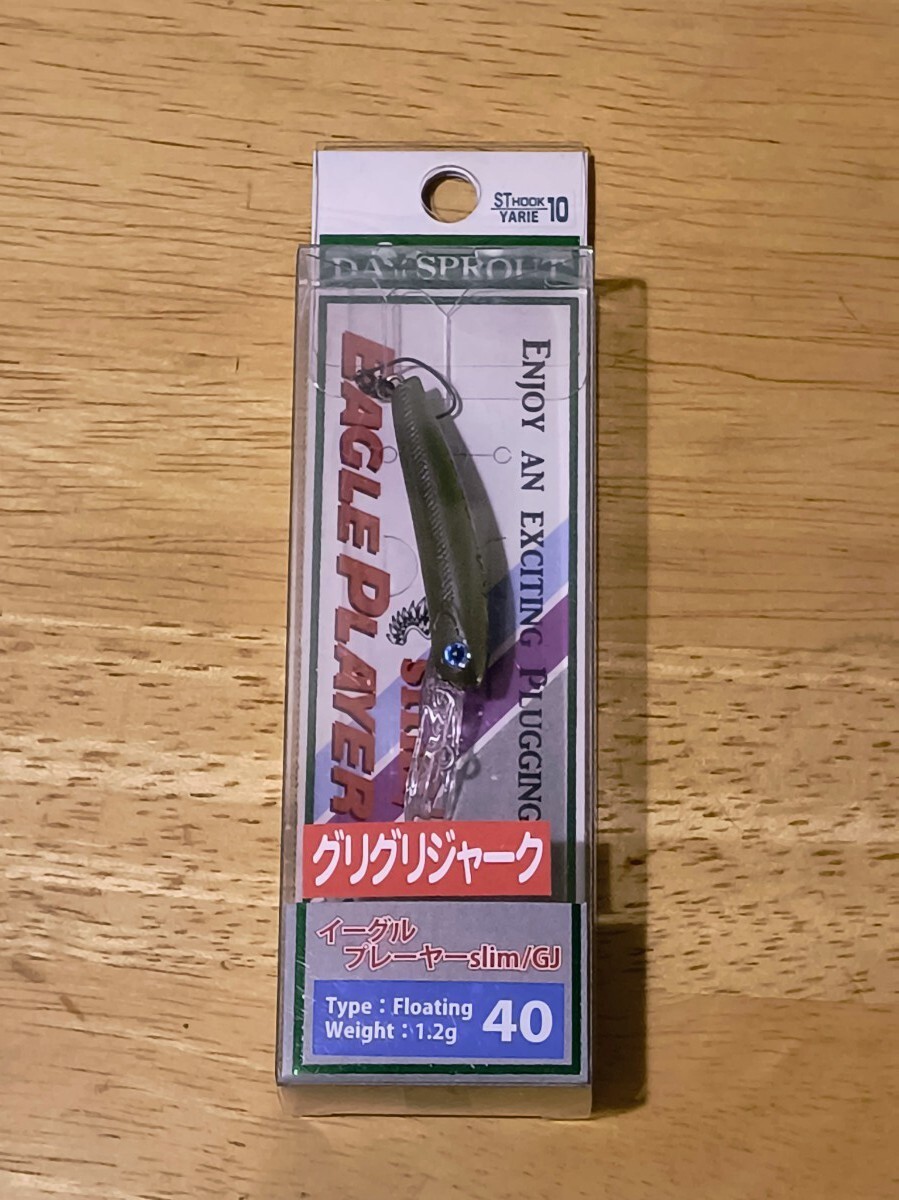 ST HOOK 10
YARIE
DAYSPROUT
ENJOY AN EXCITING PLUGGING
EAGLE PLAYER
グリグリジャーク
イーグル
プレーヤーslim/GJ
Type：Floating
Weight：1.2g
40